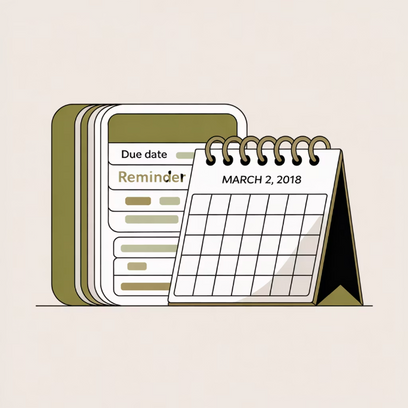 Due date
Reminder
MARCH 2, 2018